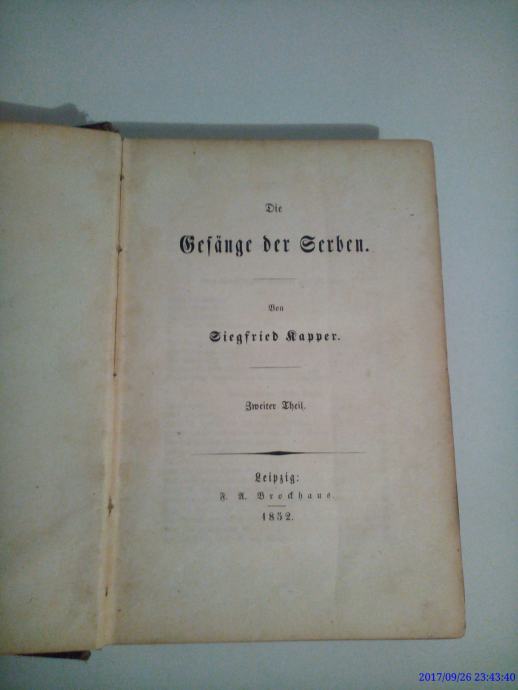 Die
Gesänge der Serben.
Von
Siegfried Kapper.
Zweiter Theil.
Leipzig:
F. A. Brockhaus.
1852.
2017/09/26 23:43:40